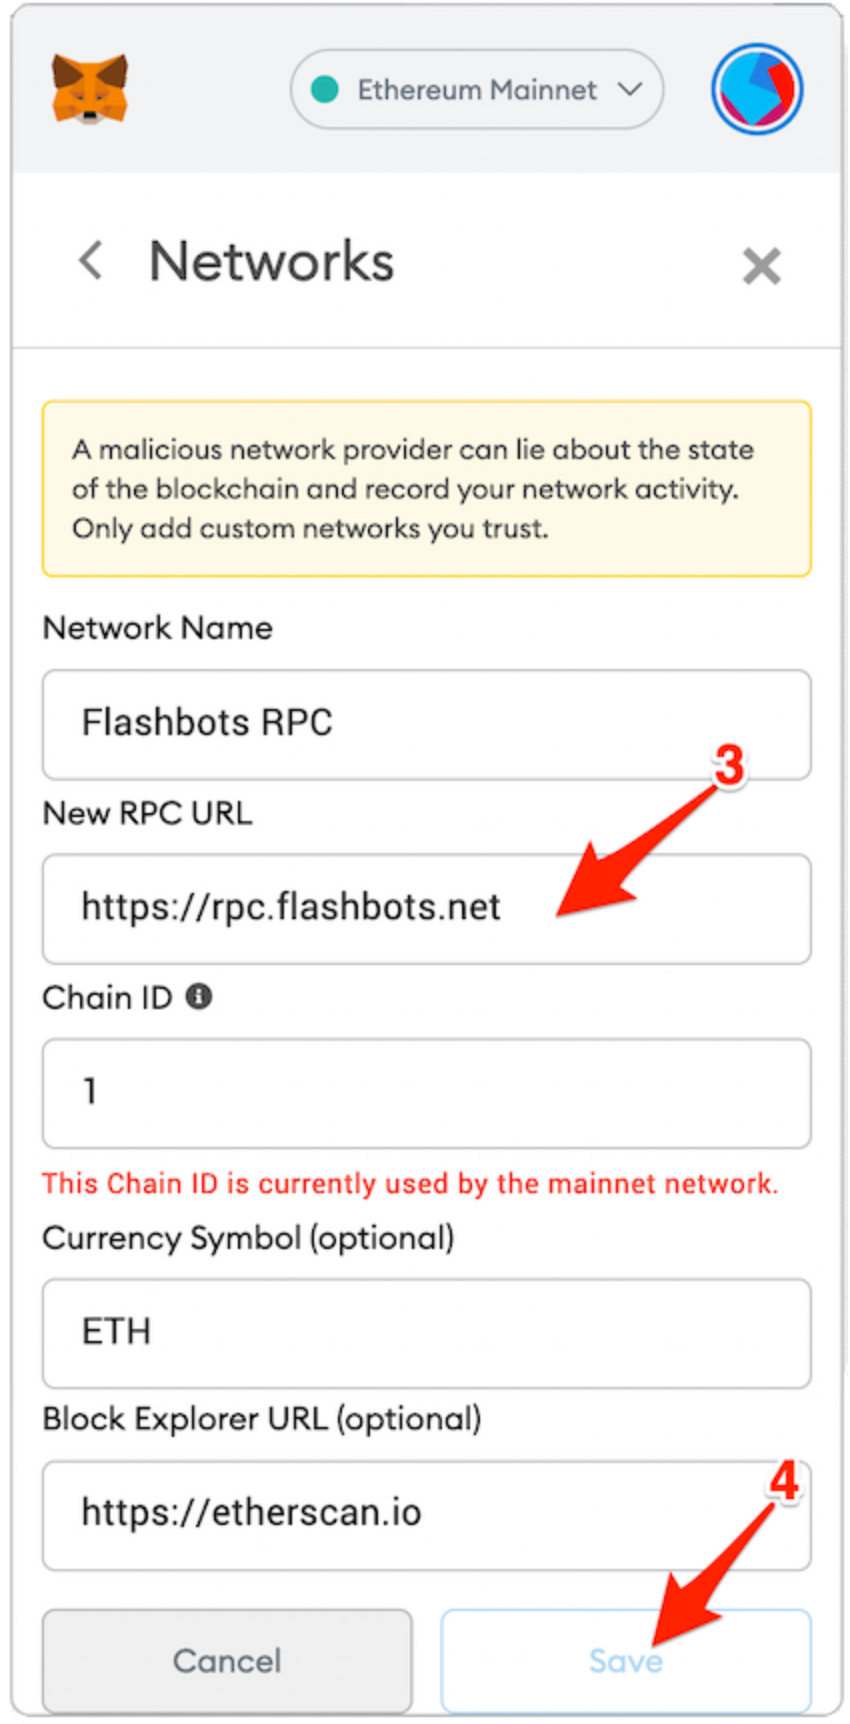 Ethereum Mainnet
Networks
A malicious network provider can lie about the state
of the blockchain and record your network activity.
Only add custom networks you trust.
Network Name
Flashbots RPC
3
New RPC URL
https://rpc.flashbots.net
Chain ID
1
This Chain ID is currently used by the mainnet network.
Currency Symbol (optional)
ETH
Block Explorer URL (optional)
4
https://etherscan.io
Cancel
Save